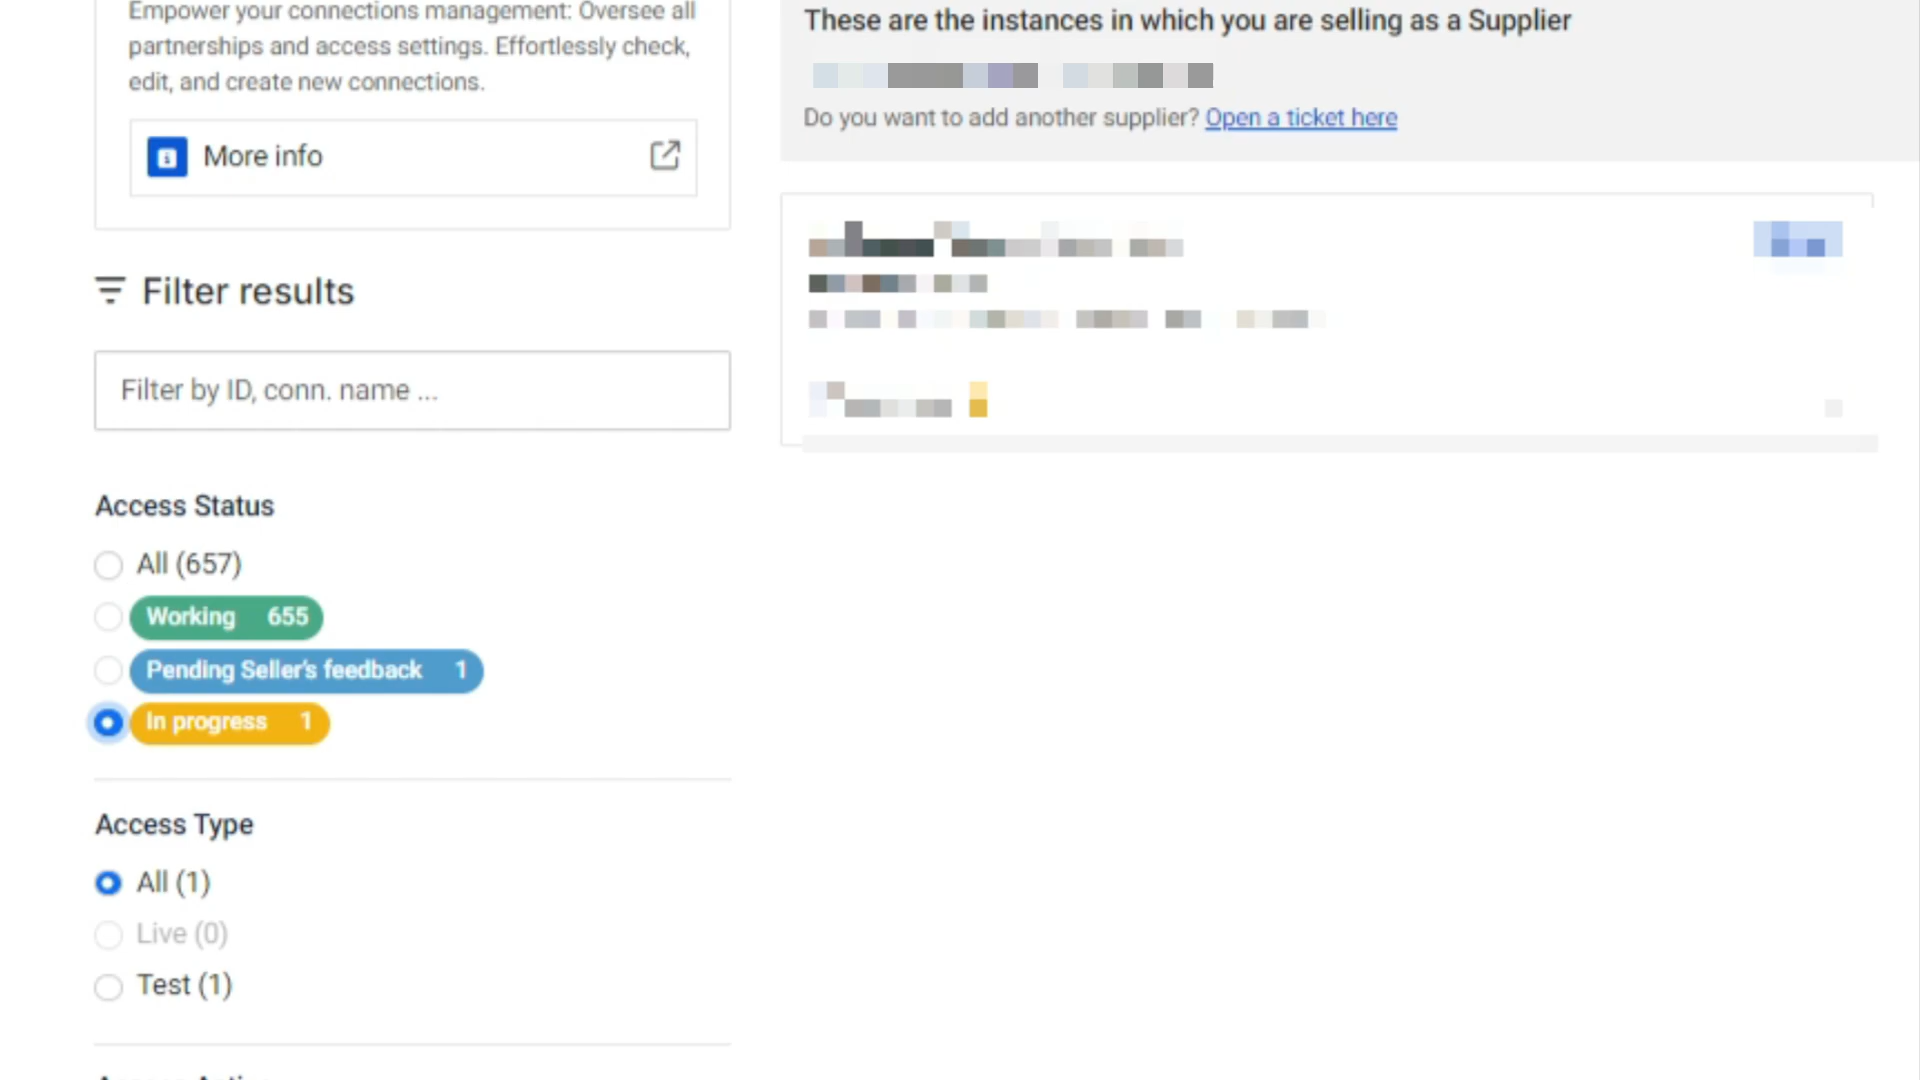 Empower your connections management: Oversee all
partnerships and access settings. Effortlessly check,
edit, and create new connections.
More info
Filter results
Filter by ID, conn. name ...
Access Status
All (657)
Working 655
Pending Seller's feedback 1
In progress 1
Access Type
All (1)
Live (0)
Test (1)
These are the instances in which you are selling as a Supplier
Do you want to add another supplier? Open a ticket here